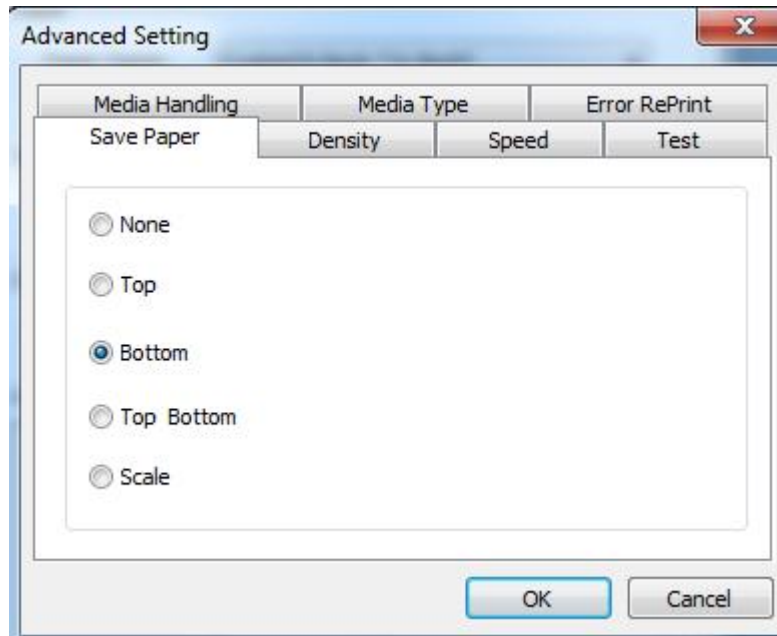 Advanced Setting
Media Handling Media Type Error RePrint
Save Paper Density Speed Test
None
Top
Bottom
Top Bottom
Scale
OK Cancel